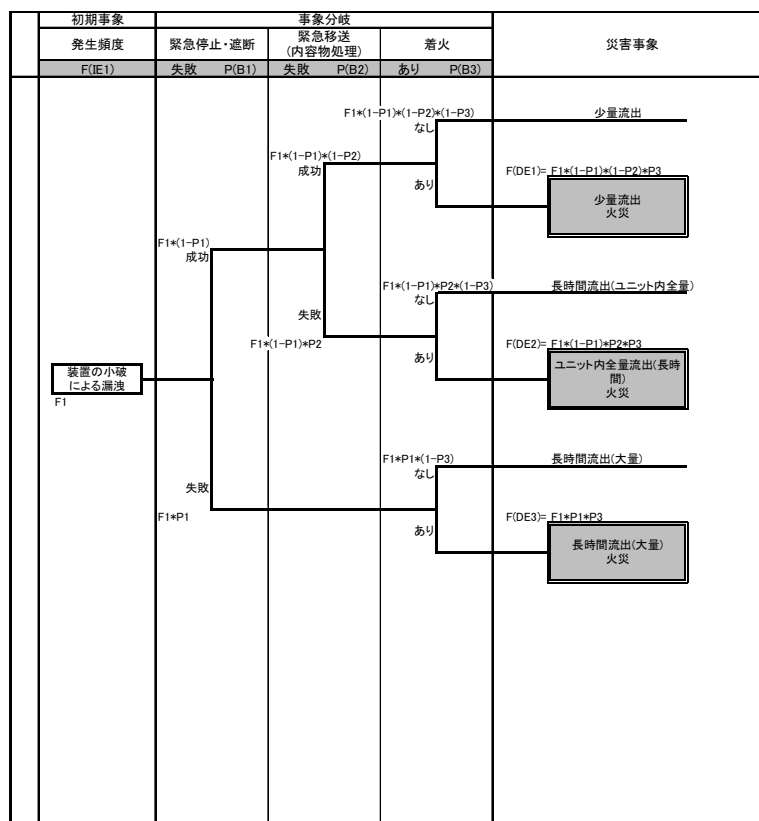 初期事象
事象分岐
発生頻度
緊急停止・遮断
緊急移送
(内容物処理)
着火
災害事象
F(IE1)
失敗 P(B1)
失敗 P(B2)
あり P(B3)
F1*(1-P1)*(1-P2)*(1-P3)
なし
少量流出
F1*(1-P1)*(1-P2)
成功
あり
F(DE1)= F1*(1-P1)*(1-P2)*P3
少量流出
火災
F1*(1-P1)
成功
F1*(1-P1)*P2*(1-P3)
なし
長時間流出(ユニット内全量)
失敗
F1*(1-P1)*P2
あり
F(DE2)= F1*(1-P1)*P2*P3
ユニット内全量流出(長時
間)
火災
装置の小破
による漏洩
F1
F1*P1*(1-P3)
なし
長時間流出(大量)
失敗
F1*P1
あり
F(DE3)= F1*P1*P3
長時間流出(大量)
火災